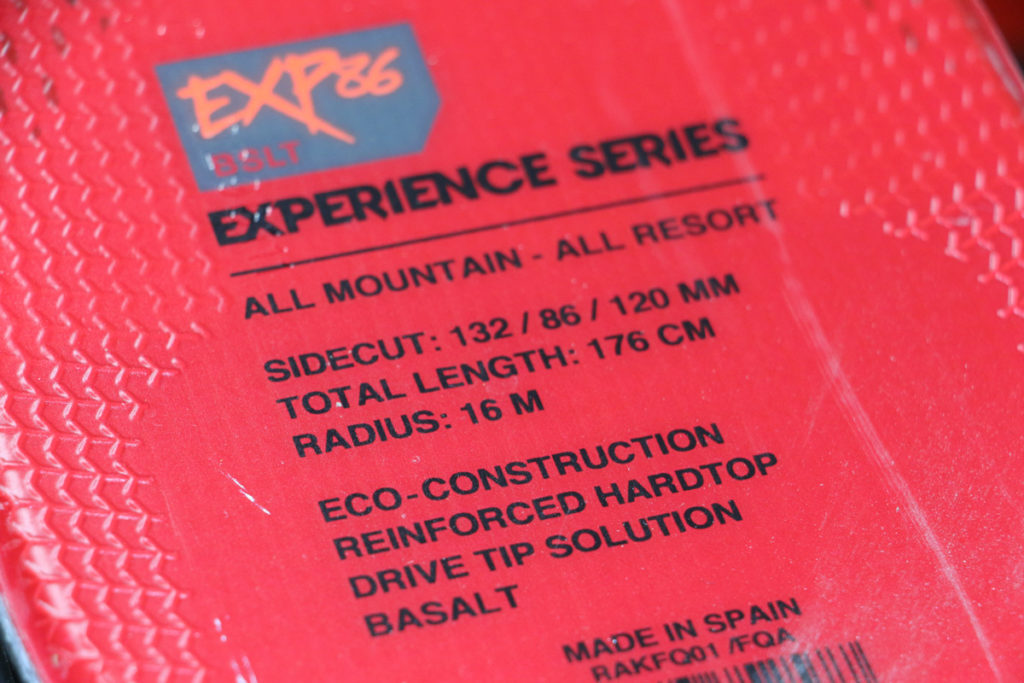 EXP86
BSLT
EXPERIENCE SERIES
ALL MOUNTAIN - ALL RESORT
SIDECUT: 132 / 86 / 120 MM
TOTAL LENGTH: 176 CM
RADIUS: 16 M
ECO-CONSTRUCTION
REINFORCED HARDTOP
DRIVE TIP SOLUTION
BASALT
MADE IN SPAIN
RAKFQ01 /FQA